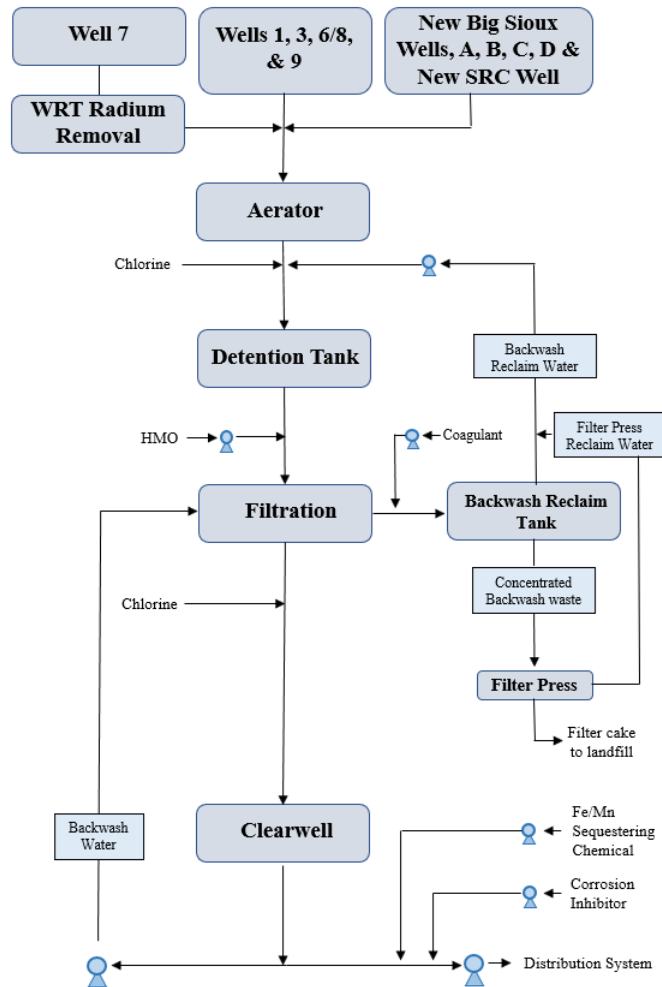 Well 7
Wells 1, 3, 6/8,
& 9
New Big Sioux
Wells, A, B, C, D &
New SRC Well
WRT Radium
Removal
Aerator
Chlorine
Detention Tank
Backwash
Reclaim Water
HMO
Coagulant
Filter Press
Reclaim Water
Filtration
Backwash Reclaim
Tank
Chlorine
Concentrated
Backwash waste
Filter Press
Filter cake
to landfill
Backwash
Water
Clearwell
Fe/Mn
Sequestering
Chemical
Corrosion
Inhibitor
Distribution System